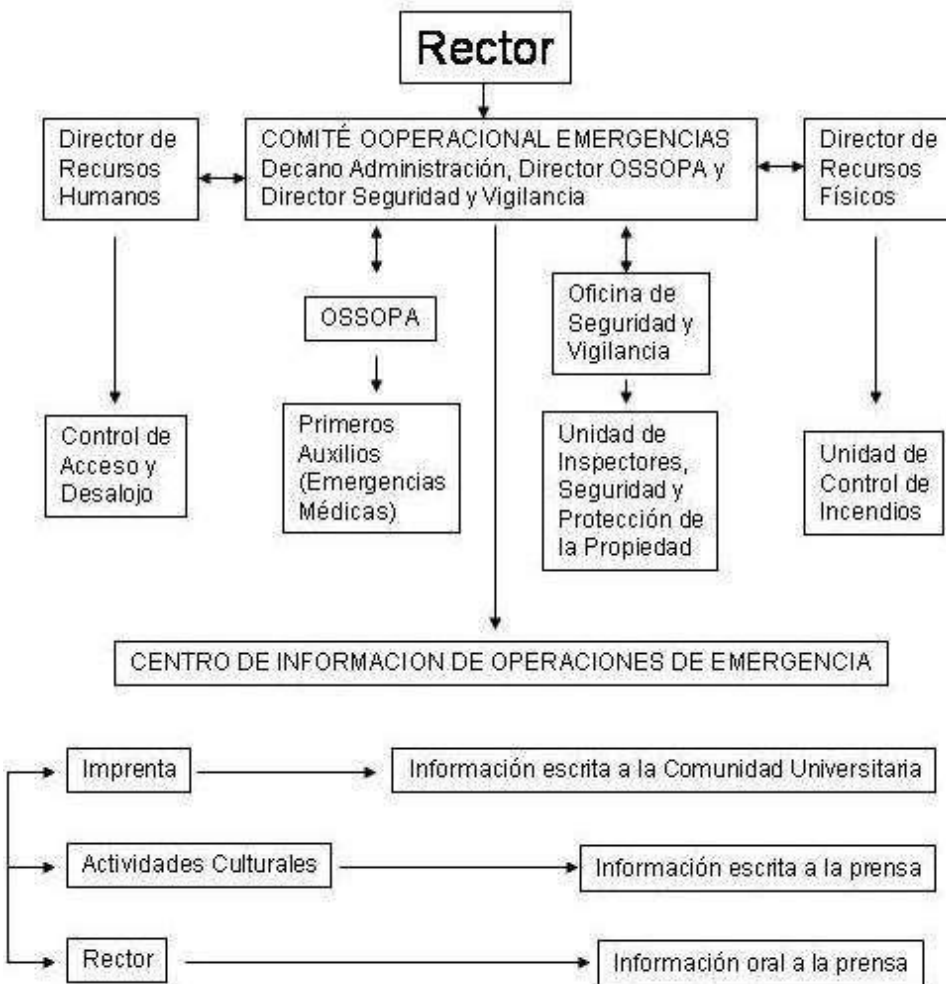 Rector
Director de
Recursos
Humanos
COMITÉ OOPERACIONAL EMERGENCIAS
Decano Administración, Director OSSOPA y
Director Seguridad y Vigilancia
Director de
Recursos
Físicos
OSSOPA
Oficina de
Seguridad y
Vigilancia
Control de
Acceso y
Desalojo
Primeros
Auxilios
(Emergencias
Médicas)
Unidad de
Inspectores,
Seguridad y
Protección de
la Propiedad
Unidad de
Control de
Incendios
CENTRO DE INFORMACION DE OPERACIONES DE EMERGENCIA
Imprenta
Información escrita a la Comunidad Universitaria
Actividades Culturales
Información escrita a la prensa
Rector
Información oral a la prensa